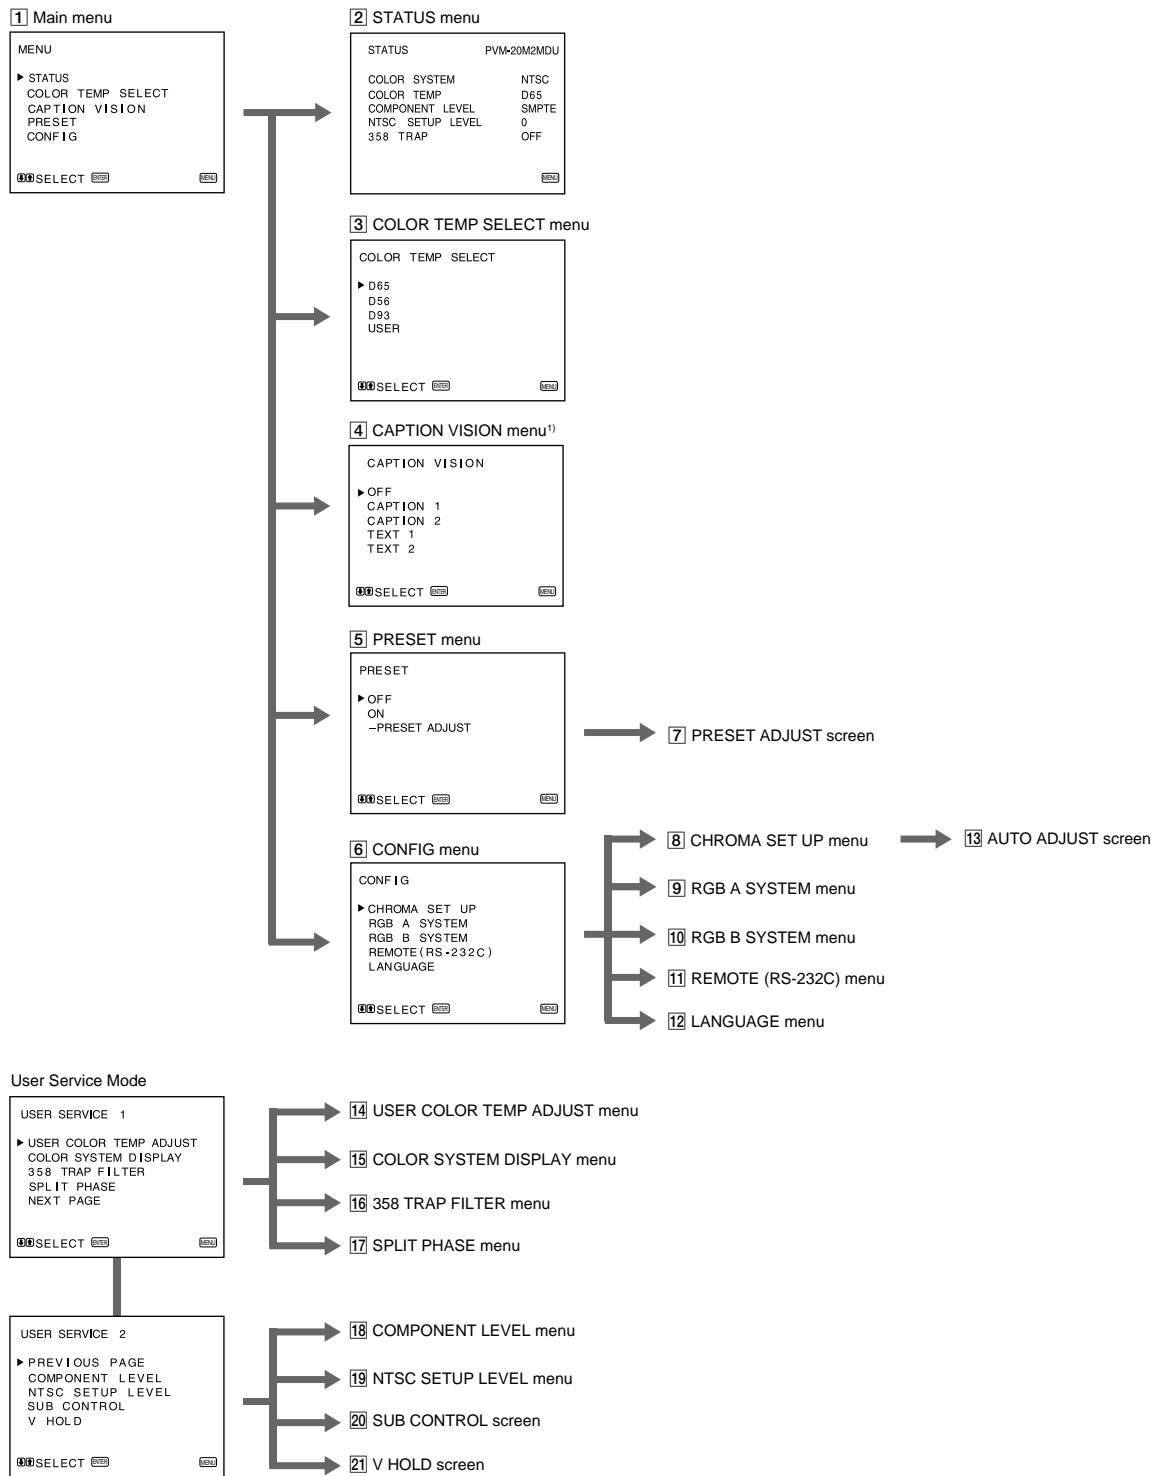 1 Main menu
MENU
STATUS
COLOR TEMP SELECT
CAPTION VISION
PRESET
CONFIG
SELECT ENTER MENU
2 STATUS menu
STATUS PVM-20M2MDU
COLOR SYSTEM NTSC
COLOR TEMP D65
COMPONENT LEVEL SMPTE
NTSC SETUP LEVEL 0
358 TRAP OFF
MENU
3 COLOR TEMP SELECT menu
COLOR TEMP SELECT
D65
D56
D93
USER
SELECT ENTER MENU
4 CAPTION VISION menu1)
CAPTION VISION
OFF
CAPTION 1
CAPTION 2
TEXT 1
TEXT 2
SELECT ENTER MENU
5 PRESET menu
PRESET
OFF
ON
–PRESET ADJUST
SELECT ENTER MENU
7 PRESET ADJUST screen
6 CONFIG menu
CONFIG
CHROMA SET UP
RGB A SYSTEM
RGB B SYSTEM
REMOTE(RS-232C)
LANGUAGE
SELECT ENTER MENU
8 CHROMA SET UP menu
13 AUTO ADJUST screen
9 RGB A SYSTEM menu
10 RGB B SYSTEM menu
11 REMOTE (RS-232C) menu
12 LANGUAGE menu
User Service Mode
USER SERVICE 1
USER COLOR TEMP ADJUST
COLOR SYSTEM DISPLAY
358 TRAP FILTER
SPLIT PHASE
NEXT PAGE
SELECT ENTER MENU
14 USER COLOR TEMP ADJUST menu
15 COLOR SYSTEM DISPLAY menu
16 358 TRAP FILTER menu
17 SPLIT PHASE menu
USER SERVICE 2
PREVIOUS PAGE
COMPONENT LEVEL
NTSC SETUP LEVEL
SUB CONTROL
V HOLD
SELECT ENTER MENU
18 COMPONENT LEVEL menu
19 NTSC SETUP LEVEL menu
20 SUB CONTROL screen
21 V HOLD screen